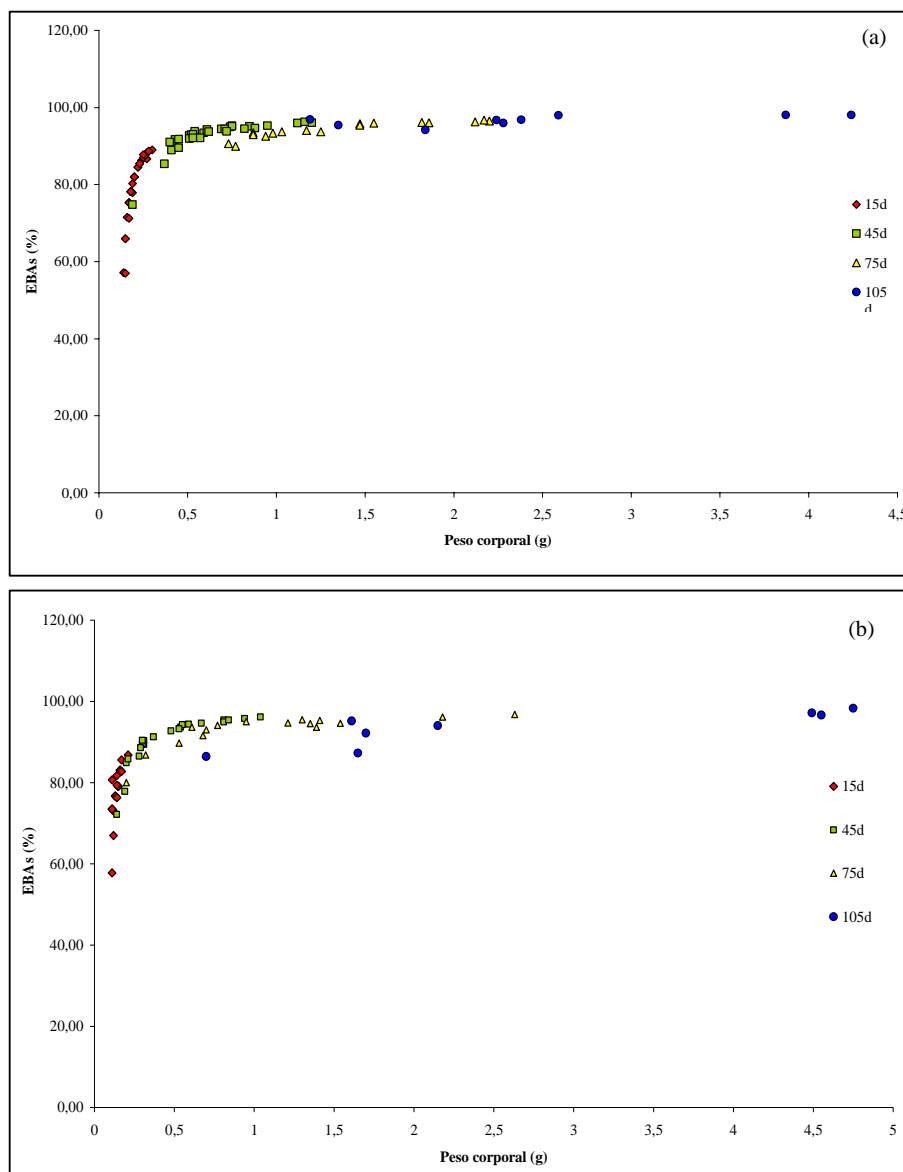 (a)
120,00
100,00
80,00
60,00
40,00
20,00
0,00
EBAs (%)
0 0,5 1 1,5 2 2,5 3 3,5 4 4,5
Peso corporal (g)
15d
45d
75d
105
d
(b)
120,00
100,00
80,00
60,00
40,00
20,00
0,00
EBAs (%)
0 0,5 1 1,5 2 2,5 3 3,5 4 4,5 5
Peso corporal (g)
15d
45d
75d
105d